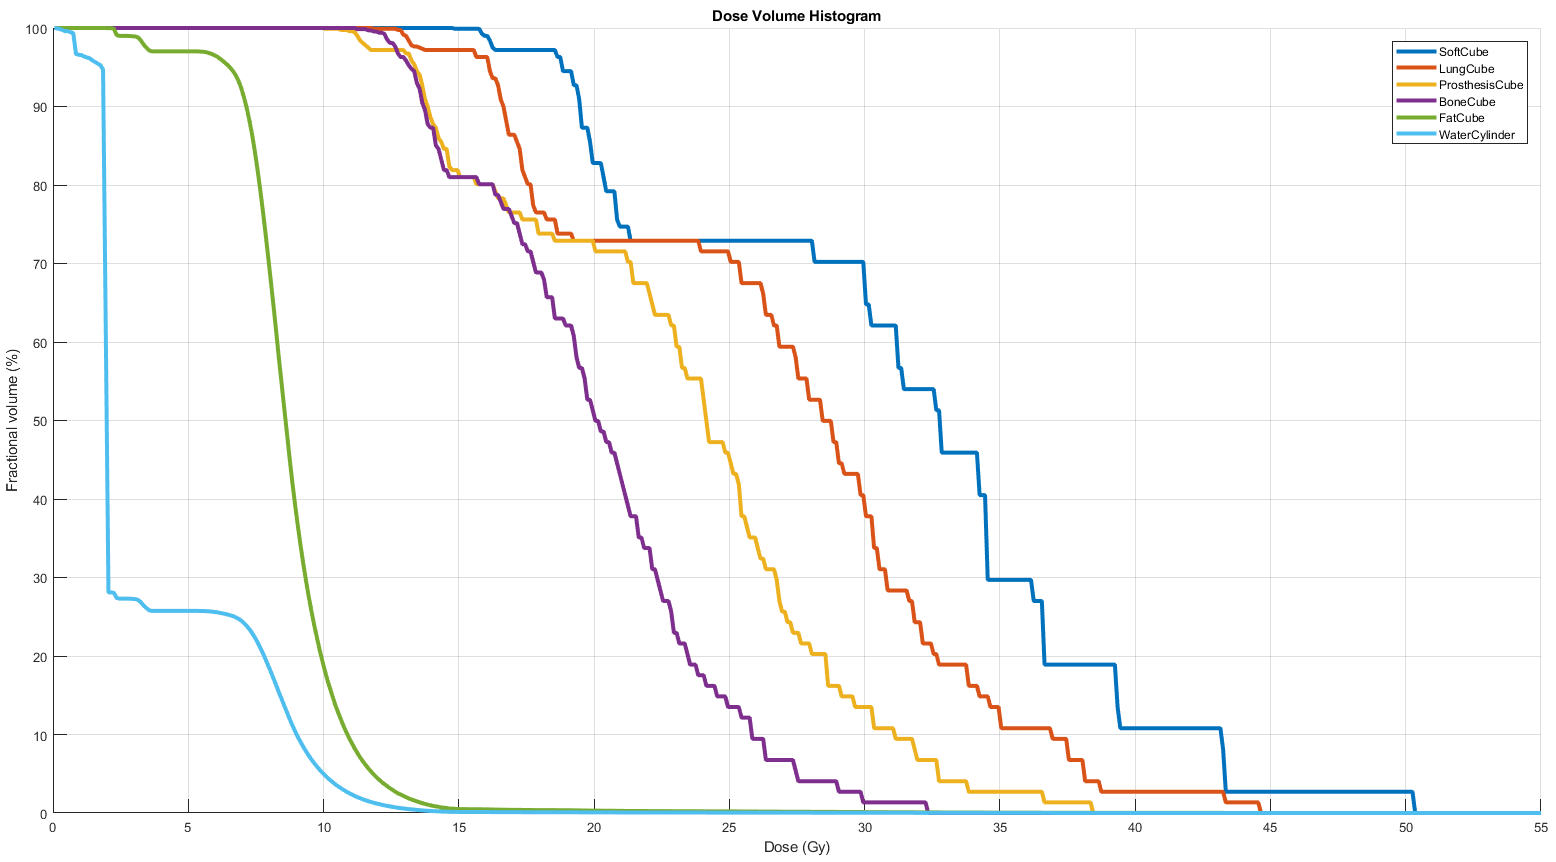 Dose Volume Histogram
SoftCube
LungCube
ProsthesisCube
BoneCube
FatCube
WaterCylinder
Fractional volume (%)
100
90
80
70
60
50
40
30
20
10
0
0 5 10 15 20 25 30 35 40 45 50 55
Dose (Gy)